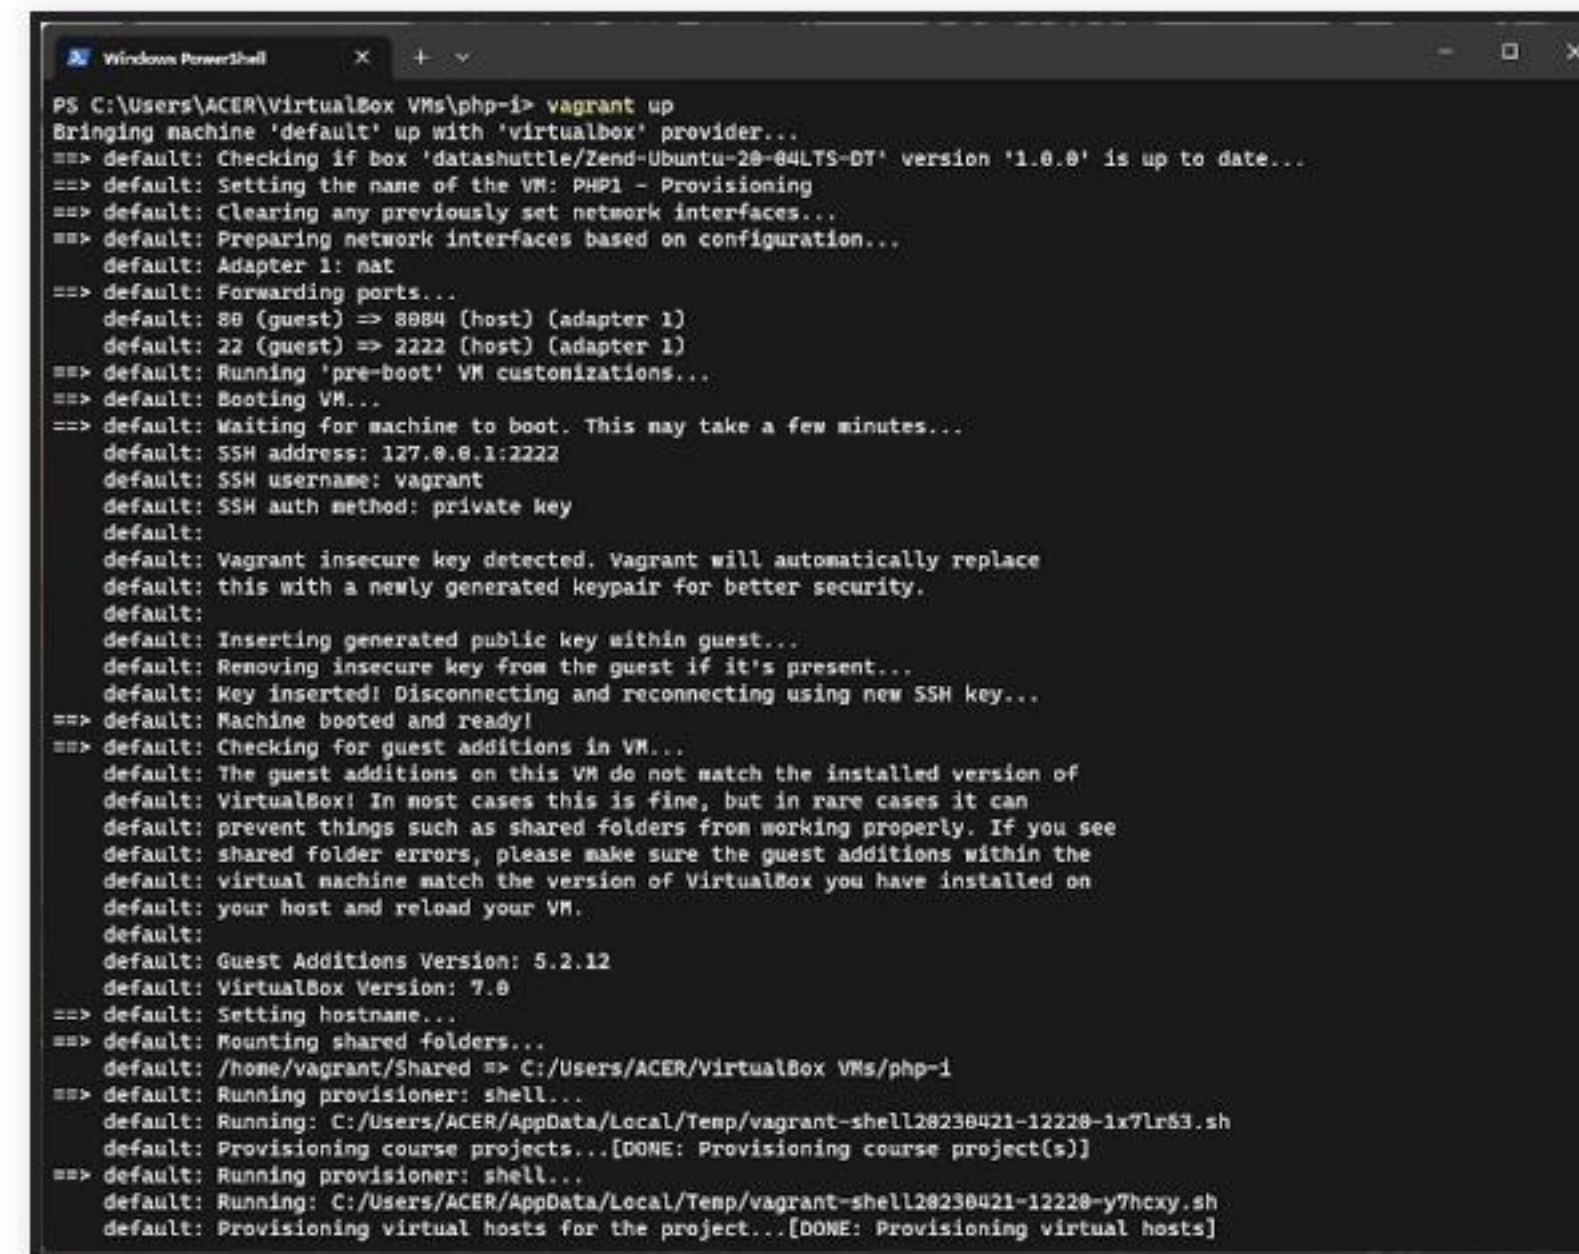 Windows PowerShell
PS C:\Users\ACER\VirtualBox VMs\php-i> vagrant up
Bringing machine 'default' up with 'virtualbox' provider...
==> default: Checking if box 'datashuttle/Zend-Ubuntu-20-04LTS-DT' version '1.0.0' is up to date...
==> default: Setting the name of the VM: PHP1 - Provisioning
==> default: Clearing any previously set network interfaces...
==> default: Preparing network interfaces based on configuration...
default: Adapter 1: nat
==> default: Forwarding ports...
default: 80 (guest) => 8084 (host) (adapter 1)
default: 22 (guest) => 2222 (host) (adapter 1)
==> default: Running 'pre-boot' VM customizations...
==> default: Booting VM...
==> default: Waiting for machine to boot. This may take a few minutes...
default: SSH address: 127.0.0.1:2222
default: SSH username: vagrant
default: SSH auth method: private key
default:
default: Vagrant insecure key detected. Vagrant will automatically replace
default: this with a newly generated keypair for better security.
default:
default: Inserting generated public key within guest...
default: Removing insecure key from the guest if it's present...
default: Key inserted! Disconnecting and reconnecting using new SSH key...
==> default: Machine booted and ready!
==> default: Checking for guest additions in VM...
default: The guest additions on this VM do not match the installed version of
default: VirtualBox! In most cases this is fine, but in rare cases it can
default: prevent things such as shared folders from working properly. If you see
default: shared folder errors, please make sure the guest additions within the
default: virtual machine match the version of VirtualBox you have installed on
default: your host and reload your VM.
default:
default: Guest Additions Version: 5.2.12
default: VirtualBox Version: 7.0
==> default: Setting hostname...
==> default: Mounting shared folders...
default: /home/vagrant/Shared => C:/Users/ACER/VirtualBox VMs/php-i
==> default: Running provisioner: shell...
default: Running: C:/Users/ACER/AppData/Local/Temp/vagrant-shell20230421-12220-1x7lr53.sh
default: Provisioning course projects...[DONE: Provisioning course project(s)]
==> default: Running provisioner: shell...
default: Running: C:/Users/ACER/AppData/Local/Temp/vagrant-shell20230421-12220-y7hcxy.sh
default: Provisioning virtual hosts for the project...[DONE: Provisioning virtual hosts]